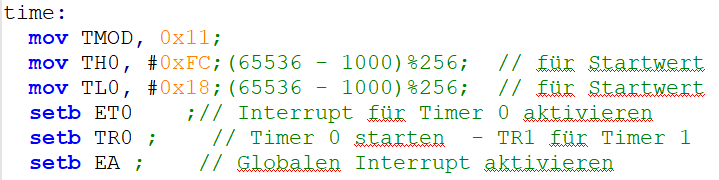 time:
mov TMOD, 0x11;
mov TH0, #0xFC;(65536 - 1000)%256; // für Startwert
mov TL0, #0x18;(65536 - 1000)%256; // für Startwert
setb ET0 ;// Interrupt für Timer 0 aktivieren
setb TR0 ; // Timer 0 starten - TR1 für Timer 1
setb EA ; // Globalen Interrupt aktivieren